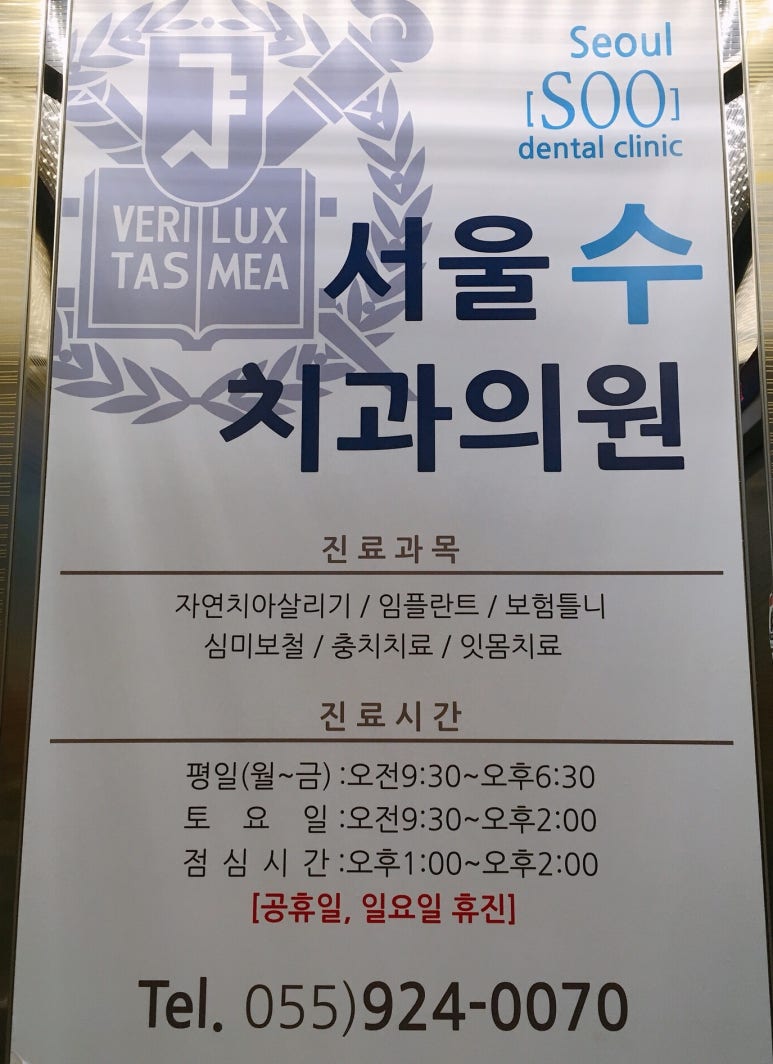 Seoul
[SOO]
dental clinic
VERI LUX
TAS MEA
서울 수
치과의원
진료과목
자연치아살리기 / 임플란트 / 보험틀니
심미보철 / 충치치료 / 잇몸치료
진료시간
평일(월~금) :오전9:30~오후6:30
토 요 일 :오전9:30~오후2:00
점 심 시 간 :오후1:00~오후2:00
[공휴일, 일요일 휴진]
Tel. 055)924-0070